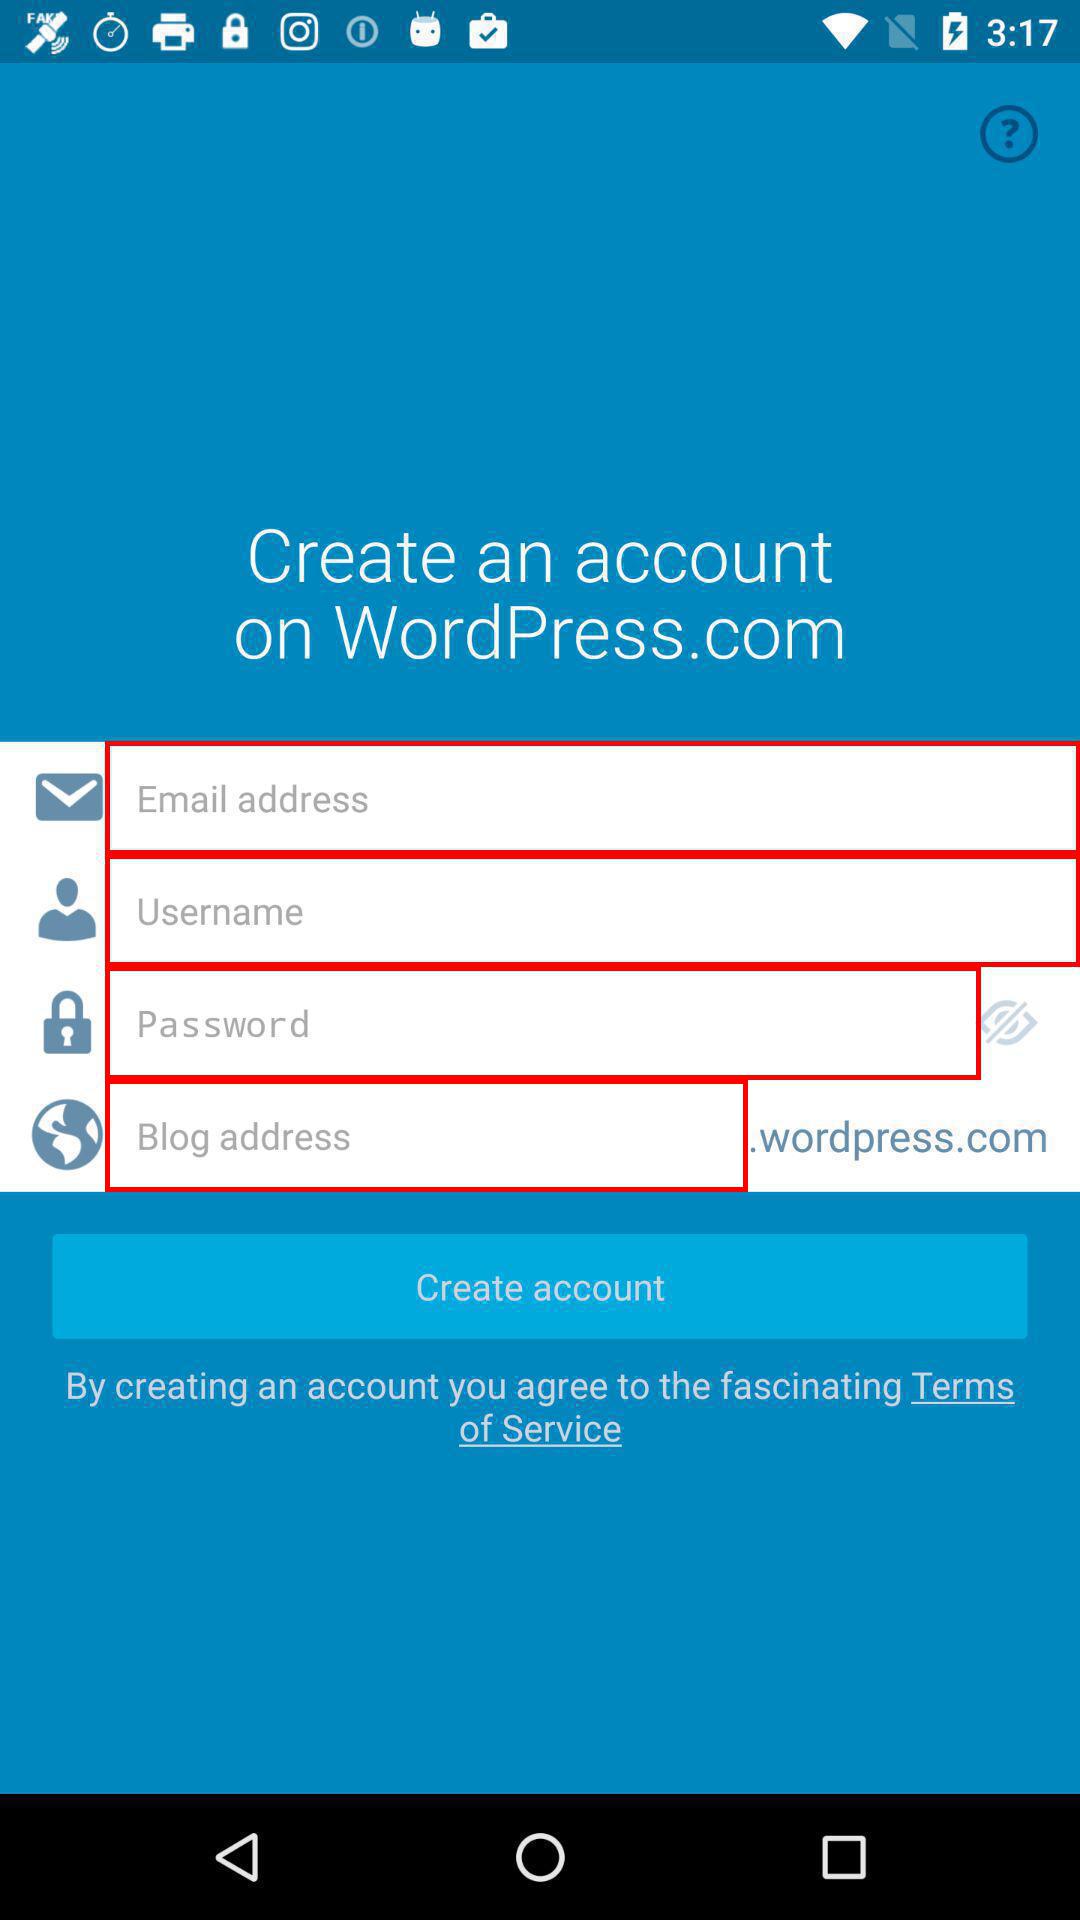 FAKE
3:17
?
Create an account
on WordPress.com
Email address
Username
Password
Blog address
.wordpress.com
Create account
By creating an account you agree to the fascinating Terms
of Service